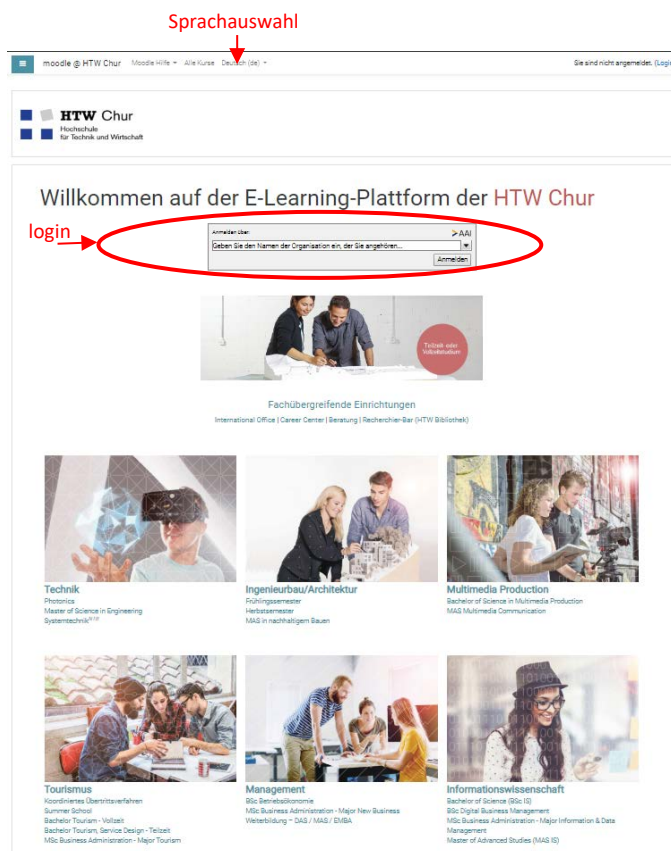 Sprachauswahl
moodle @ HTW Chur Moodle Hilfe Alle Kurse Deutsch (de) Sie sind nicht angemeldet. (Login
HTW Chur
Hochschule
für Technik und Wirtschaft
Willkommen auf der E-Learning-Plattform der HTW Chur
login
Anmelden über: AAI
Geben Sie den Namen der Organisation ein, der Sie angehören...
Anmelden
Teilzeit- oder
Vollzeitstudium
Fachübergreifende Einrichtungen
International Office | Career Center | Beratung | Recherchier-Bar (HTW Bibliothek)
Technik
Photonics
Master of Science in Engineering
Systemtechnik
Ingenieurbau/Architektur
Frühlingssemester
Herbstsemester
MAS in nachhaltigem Bauen
Multimedia Production
Bachelor of Science in Multimedia Production
MAS Multimedia Communication
Tourismus
Koordiniertes Übertrittsverfahren
Summer School
Bachelor Tourism - Vollzeit
Bachelor Tourism, Service Design - Teilzeit
MSc Business Administration - Major Tourism
Management
BSc Betriebsökonomie
MSc Business Administration - Major New Business
Weiterbildung – DAS / MAS / EMBA
Informationswissenschaft
Bachelor of Science (BSc IS)
BSc Digital Business Management
MSc Business Administration - Major Information & Data
Management
Master of Advanced Studies (MAS IS)